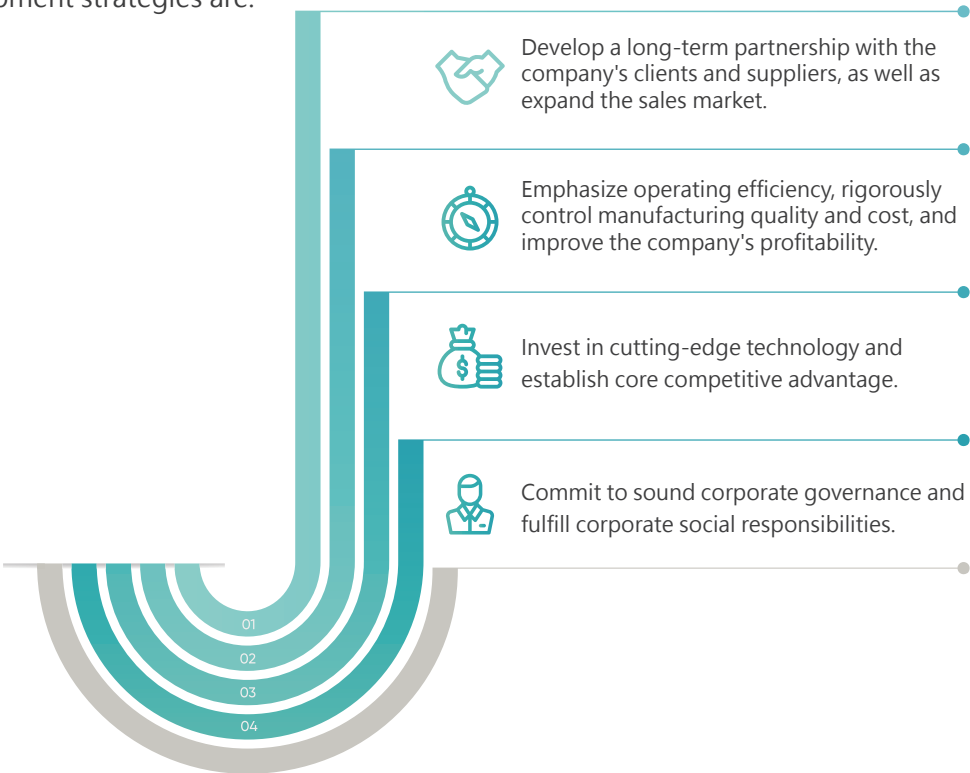 strategies are:
Develop a long-term partnership with the
company's clients and suppliers, as well as
expand the sales market.
Emphasize operating efficiency, rigorously
control manufacturing quality and cost, and
improve the company's profitability.
Invest in cutting-edge technology and
establish core competitive advantage.
Commit to sound corporate governance and
fulfill corporate social responsibilities.
01
02
03
04